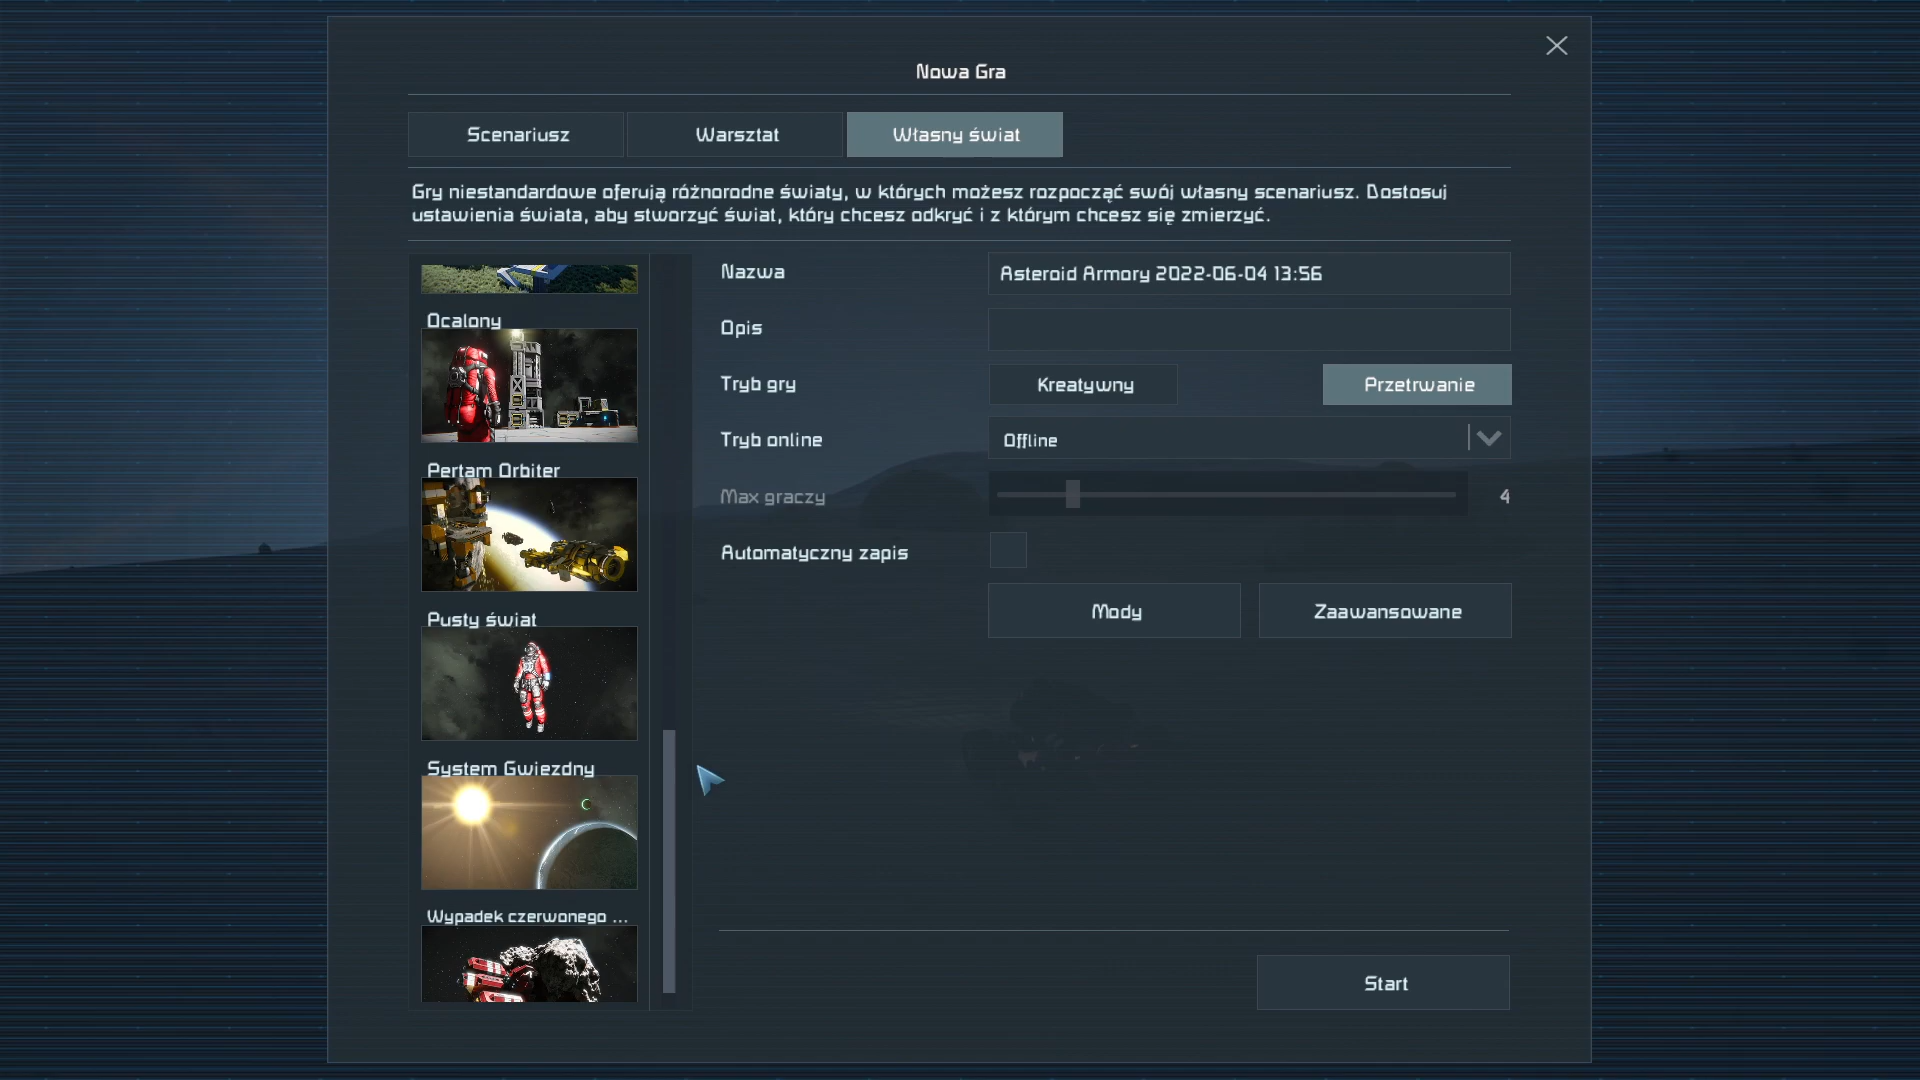 Nowa Gra
Scenariusz
Warsztat
Własny świat
Gry niestandardowe oferują różnorodne światy, w których możesz rozpocząć swój własny scenariusz. Dostosuj
ustawienia świata, aby stworzyć świat, który chcesz odkryć i z którym chcesz się zmierzyć.
Ocalony
Pertam Orbiter
Pusty świat
System Gwiezdny
Wypadek czerwonego ...
Nazwa
Asteroid Armory 2022-06-04 13:56
Opis
Tryb gry
Kreatywny
Przetrwanie
Tryb online
Offline
Max graczy
4
Automatyczny zapis
Mody
Zaawansowane
Start